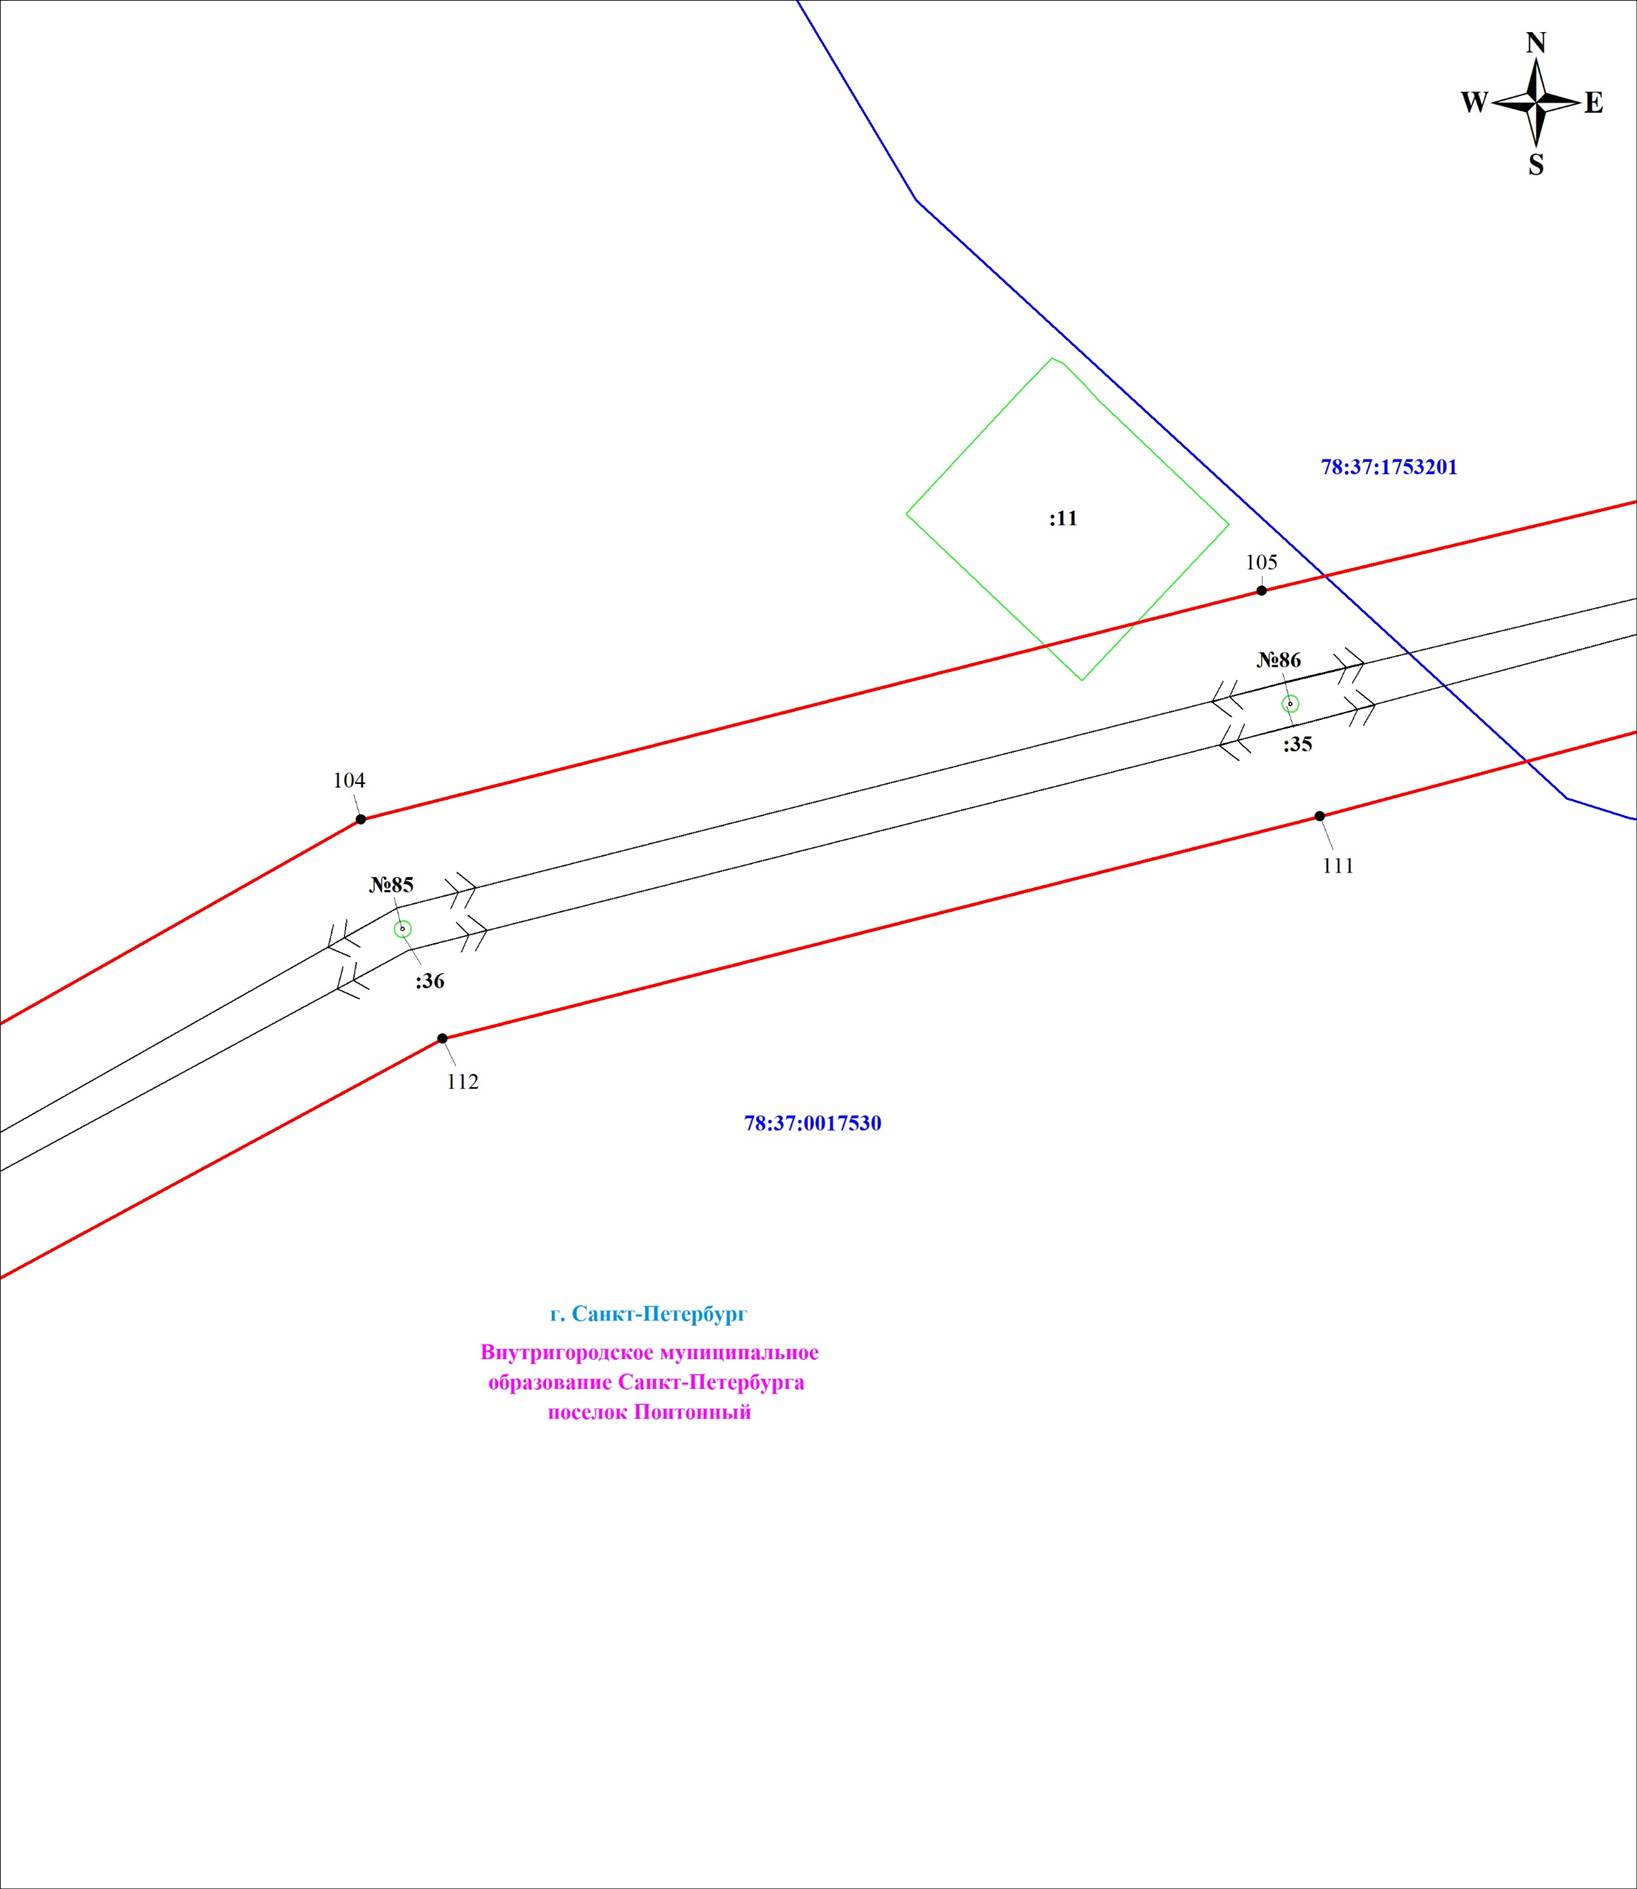 N
W E
S
78:37:1753201
:11
105
№86
:35
104
111
№85
:36
112
78:37:0017530
г. Санкт-Петербург
Внутригородское муниципальное
образование Санкт-Петербурга
поселок Понтонный